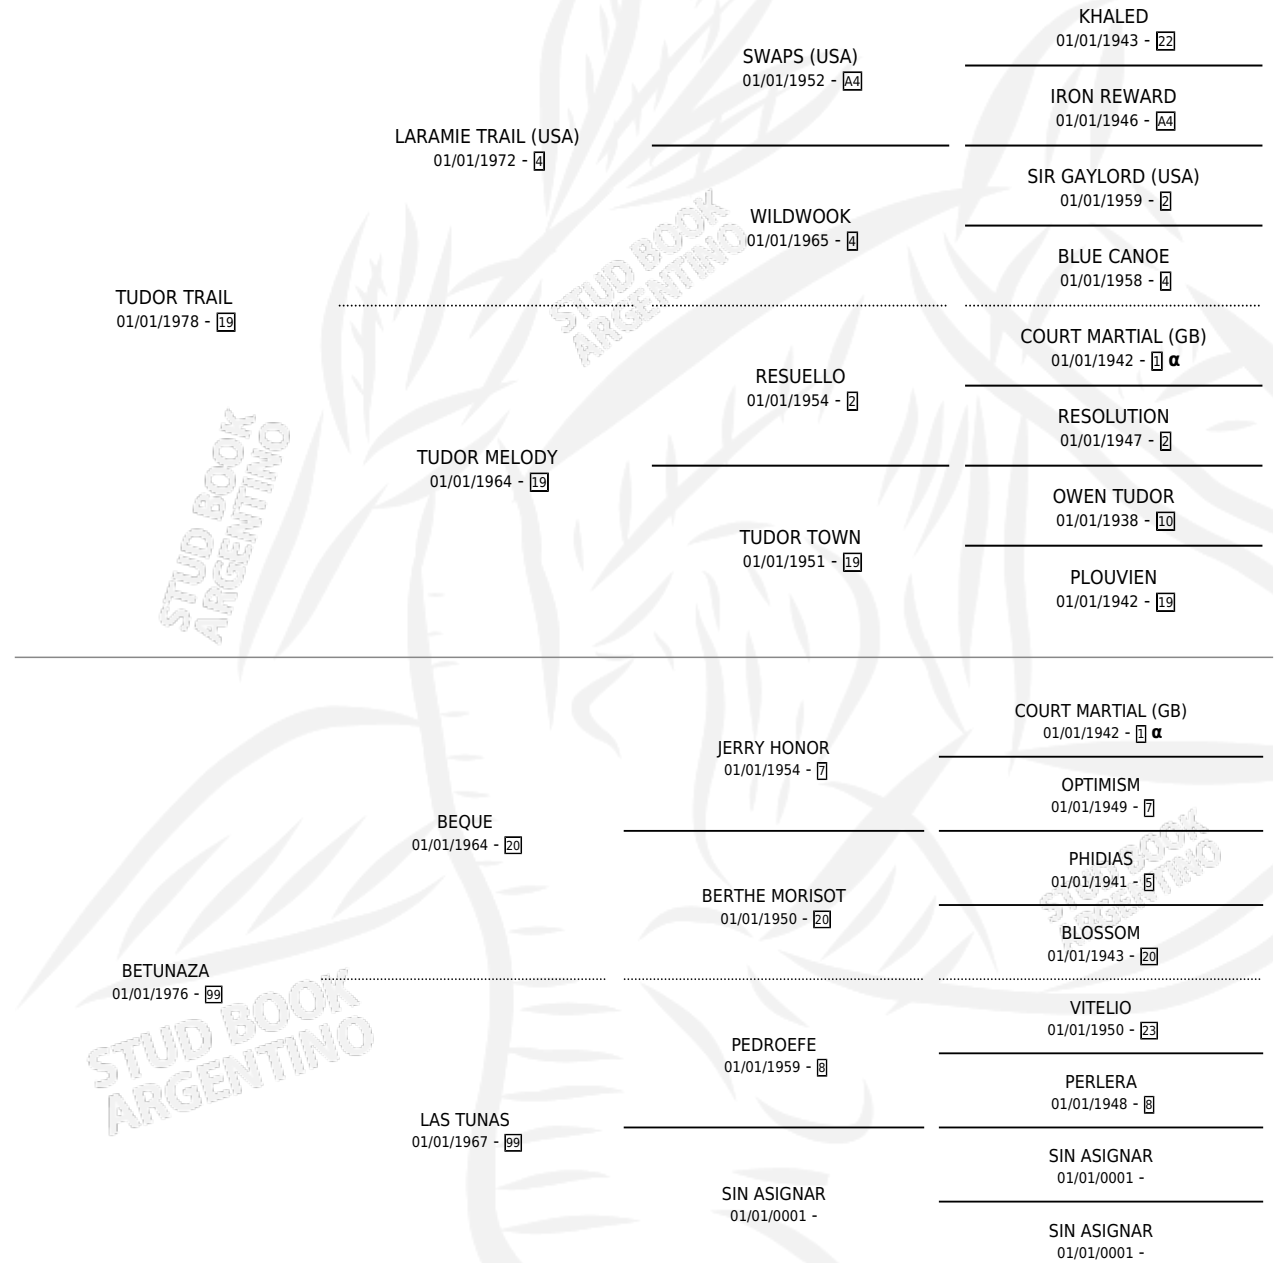 KHALED
01/01/1943 - 22
SWAPS (USA)
01/01/1952 - A4
IRON REWARD
01/01/1946 - A4
LARAMIE TRAIL (USA)
01/01/1972 - 4
SIR GAYLORD (USA)
01/01/1959 - 2
WILDWOOK
01/01/1965 - 4
BLUE CANOE
01/01/1958 - 4
TUDOR TRAIL
01/01/1978 - 19
COURT MARTIAL (GB)
01/01/1942 - 1 α
RESUELLO
01/01/1954 - 2
RESOLUTION
01/01/1947 - 2
TUDOR MELODY
01/01/1964 - 19
OWEN TUDOR
01/01/1938 - 10
TUDOR TOWN
01/01/1951 - 19
PLOUVIEN
01/01/1942 - 19
COURT MARTIAL (GB)
01/01/1942 - 1 α
JERRY HONOR
01/01/1954 - 7
OPTIMISM
01/01/1949 - 7
BEQUE
01/01/1964 - 20
PHIDIAS
01/01/1941 - 5
BERTHE MORISOT
01/01/1950 - 20
BLOSSOM
01/01/1943 - 20
BETUNAZA
01/01/1976 - 99
VITELIO
01/01/1950 - 23
PEDROEFE
01/01/1959 - 8
PERLERA
01/01/1948 - 8
LAS TUNAS
01/01/1967 - 99
SIN ASIGNAR
01/01/0001 -
SIN ASIGNAR
01/01/0001 -
SIN ASIGNAR
01/01/0001 -
STUD BOOK
ARGENTINO
STUD BOOK
ARGENTINO
STUD BOOK
ARGENTINO
STUD BOOK
ARGENTINO